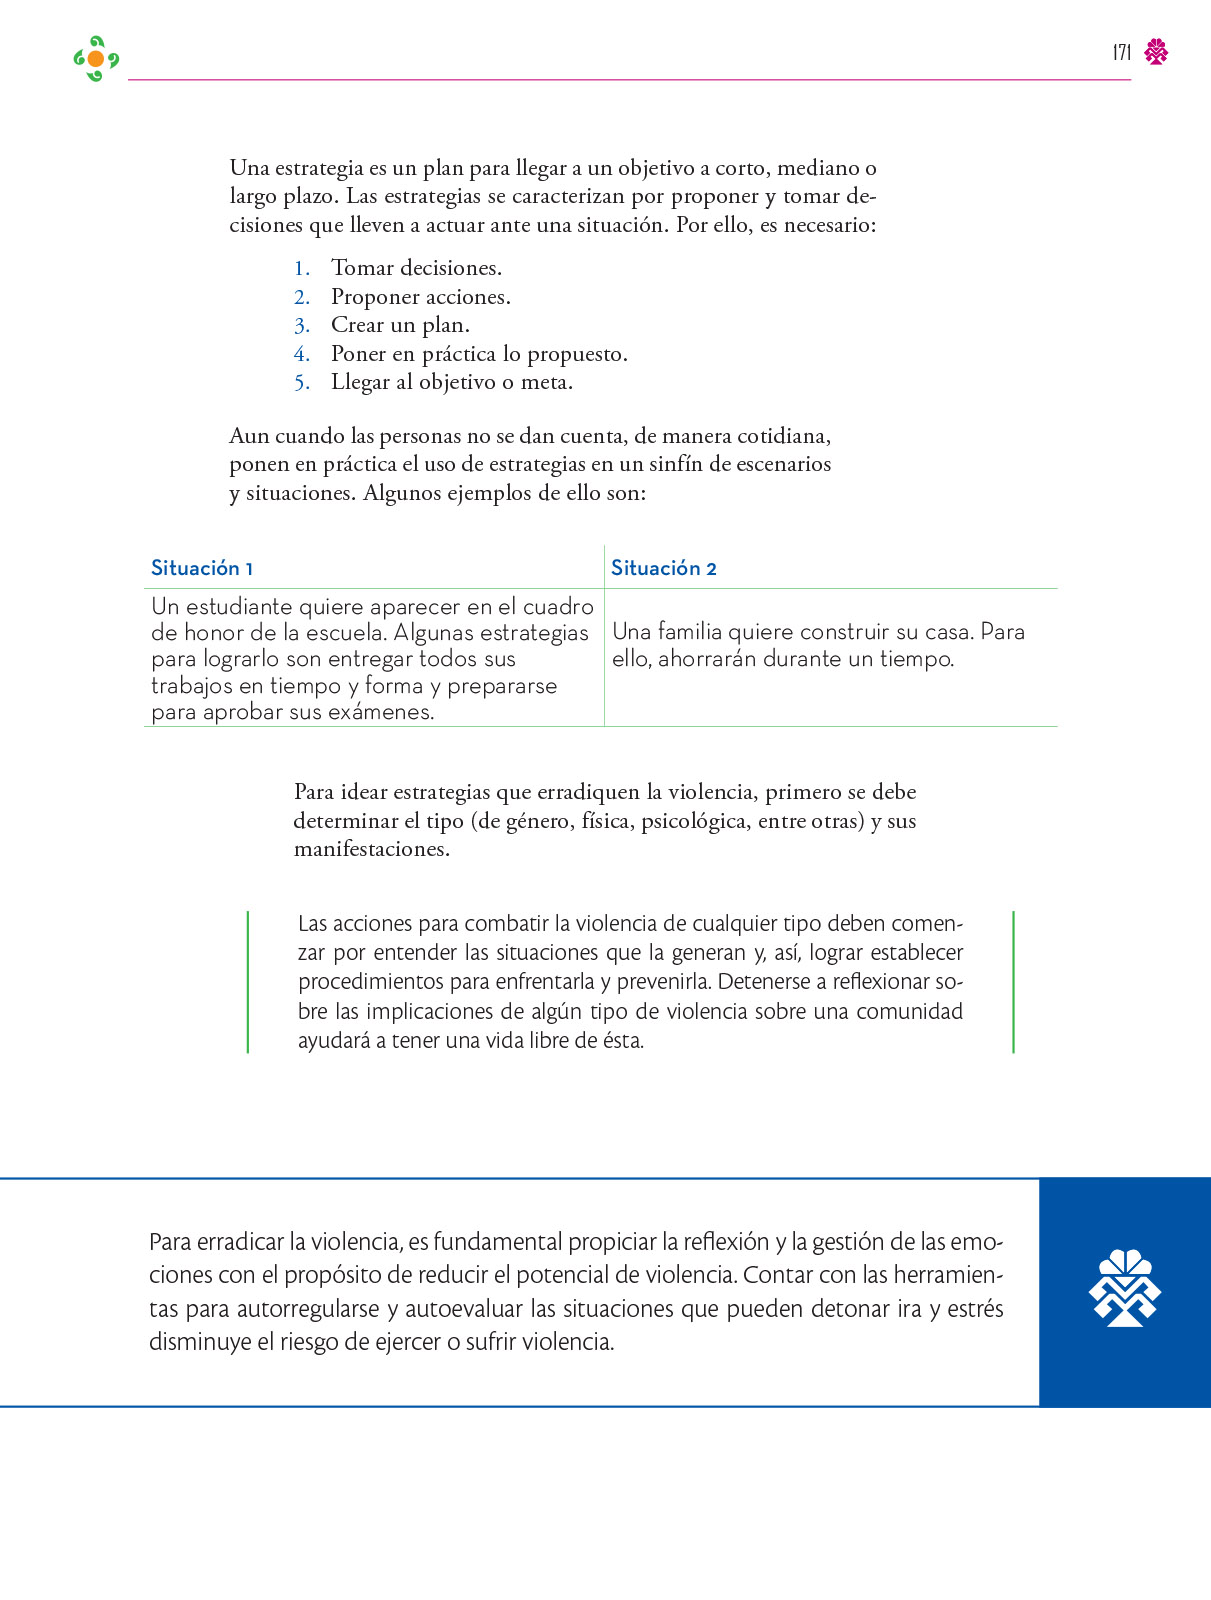 171
Una estrategia es un plan para llegar a un objetivo a corto, mediano o
largo plazo. Las estrategias se caracterizan por proponer y tomar de-
cisiones que lleven a actuar ante una situación. Por ello, es necesario:
1. Tomar decisiones.
2. Proponer acciones.
3. Crear un plan.
4. Poner en práctica lo propuesto.
5. Llegar al objetivo o meta.
Aun cuando las personas no se dan cuenta, de manera cotidiana,
ponen en práctica el uso de estrategias en un sinfín de escenarios
y situaciones. Algunos ejemplos de ello son:
Situación 1
Un estudiante quiere aparecer en el cuadro
de honor de la escuela. Algunas estrategias
para lograrlo son entregar todos sus
trabajos en tiempo y forma y prepararse
para aprobar sus exámenes.
Situación 2
Una familia quiere construir su casa. Para
ello, ahorrarán durante un tiempo.
Para idear estrategias que erradiquen la violencia, primero se debe
determinar el tipo (de género, física, psicológica, entre otras) y sus
manifestaciones.
Las acciones para combatir la violencia de cualquier tipo deben comen-
zar por entender las situaciones que la generan y, así, lograr establecer
procedimientos para enfrentarla y prevenirla. Detenerse a reflexionar so-
bre las implicaciones de algún tipo de violencia sobre una comunidad
ayudará a tener una vida libre de ésta.
Para erradicar la violencia, es fundamental propiciar la reflexión y la gestión de las emo-
ciones con el propósito de reducir el potencial de violencia. Contar con las herramien-
tas para autorregularse y autoevaluar las situaciones que pueden detonar ira y estrés
disminuye el riesgo de ejercer o sufrir violencia.